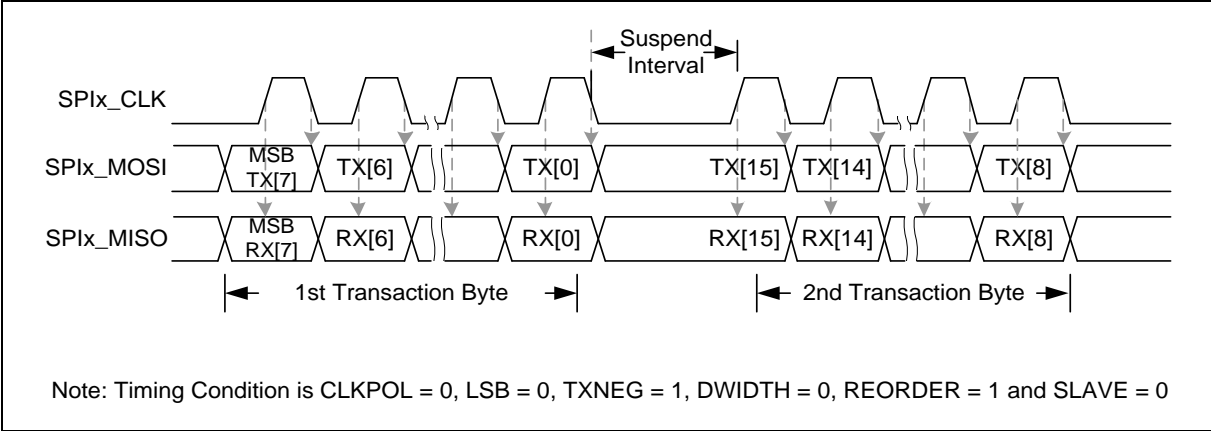 Suspend
Interval
SPIx_CLK
SPIx_MOSI
MSB
TX[7]
TX[6]
TX[0]
TX[15]
TX[14]
TX[8]
SPIx_MISO
MSB
RX[7]
RX[6]
RX[0]
RX[15]
RX[14]
RX[8]
1st Transaction Byte
2nd Transaction Byte
Note: Timing Condition is CLKPOL = 0, LSB = 0, TXNEG = 1, DWIDTH = 0, REORDER = 1 and SLAVE = 0